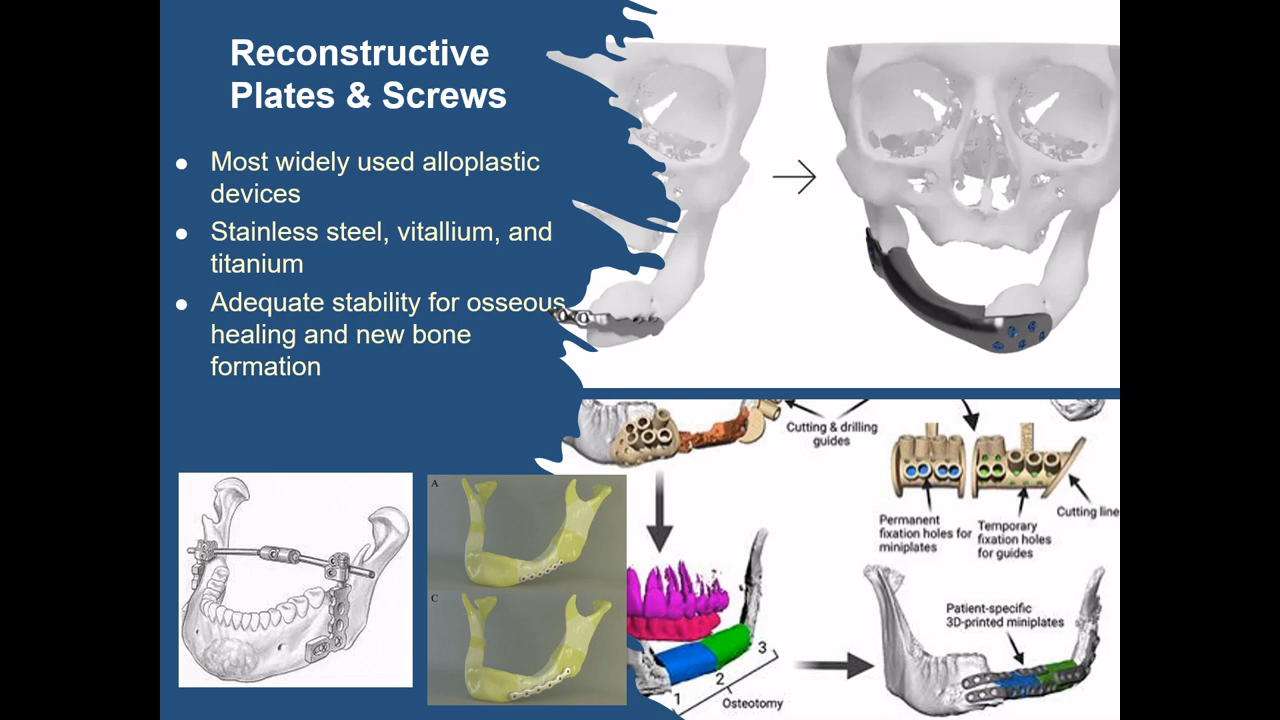 Reconstructive
Plates & Screws
● Most widely used alloplastic
devices
● Stainless steel, vitallium, and
titanium
● Adequate stability for osseous
healing and new bone
formation
A
C
Cutting & drilling
guides
Permanent
fixation holes for
miniplates
Temporary
fixation holes
for guides
Cutting line
Patient-specific
3D-printed miniplates
1
2
3
Osteotomy